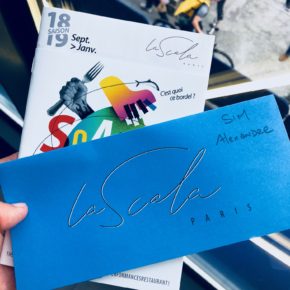 18
SAISON
19
Sept.
> Janv.
La Scala
PARIS
C'est quoi
ce bordel ?
La Scala
PARIS
SIM
Alexandre